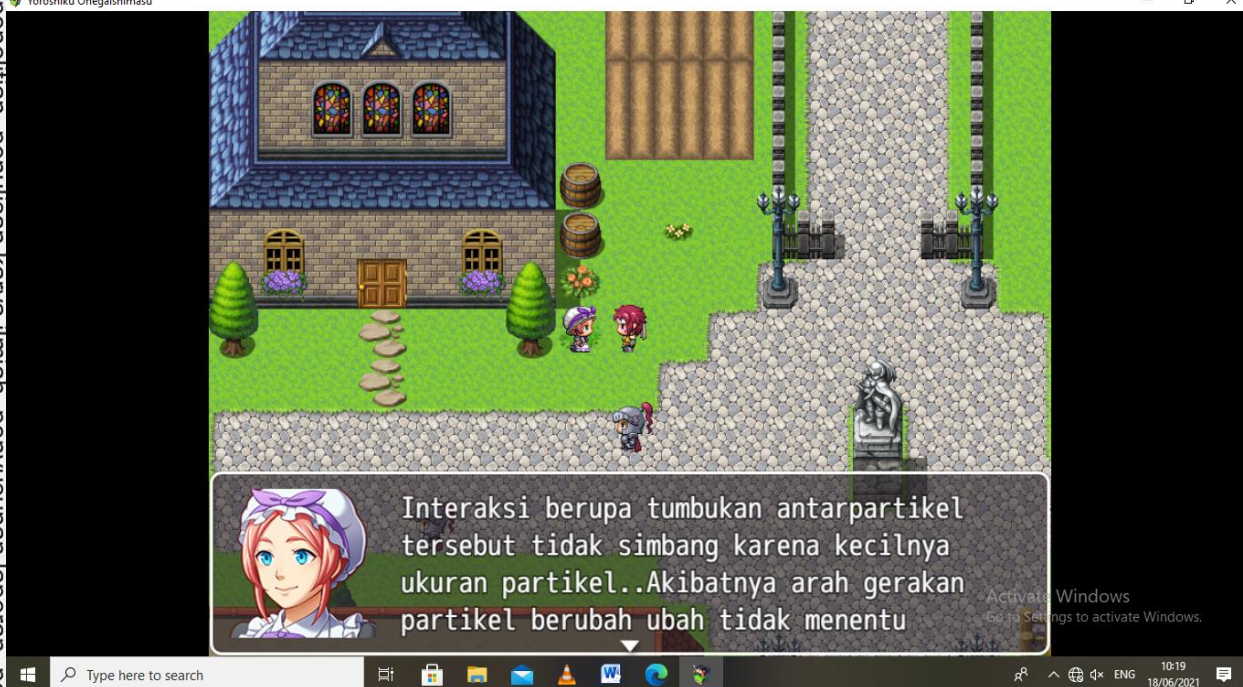 Yoroshiku Onegaishimasu
Interaksi berupa tumbukan antarpartikel
tersebut tidak simbang karena kecilnya
ukuran partikel..Akibatnya arah gerakan
partikel berubah ubah tidak menentu
Activate Windows
Go to Settings to activate Windows.
Type here to search
ENG
10:19
18/06/2021